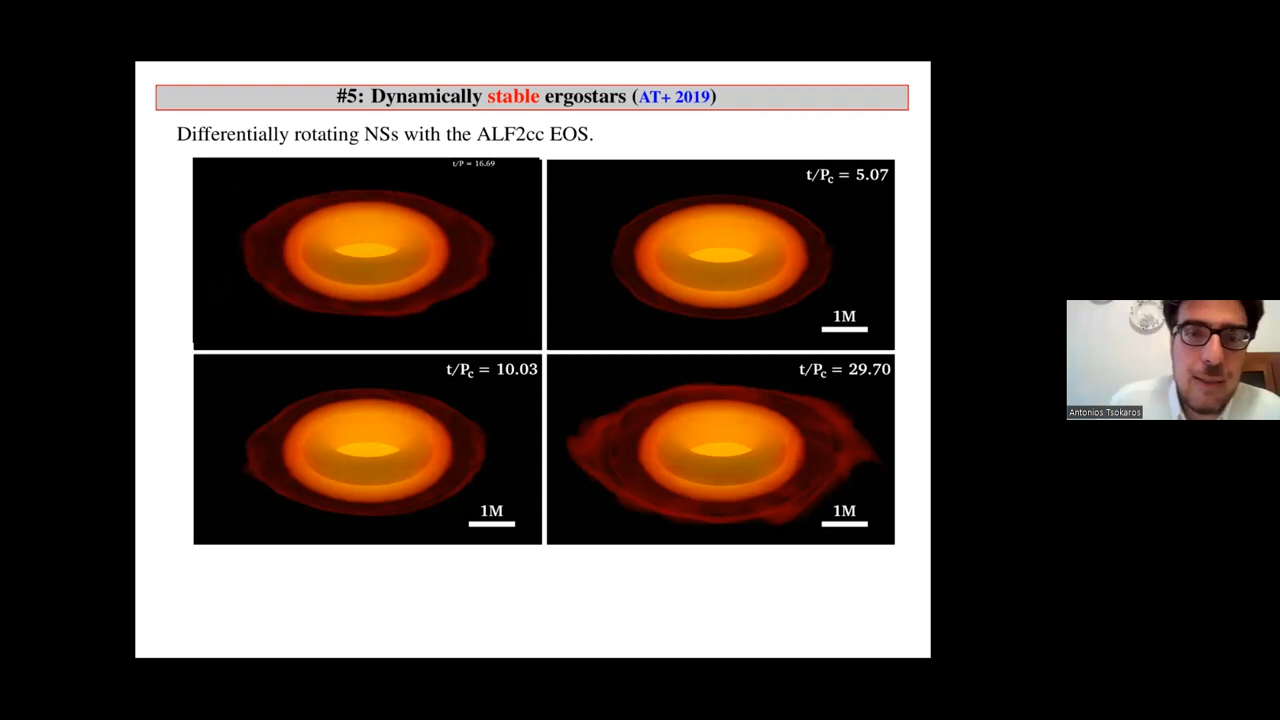 #5: Dynamically stable ergostars (AT+ 2019)
Differentially rotating NSs with the ALF2cc EOS.
t/P = 16.69
t/Pc = 5.07
1M
t/Pc = 10.03
1M
t/Pc = 29.70
1M
Antonios Tsokaros